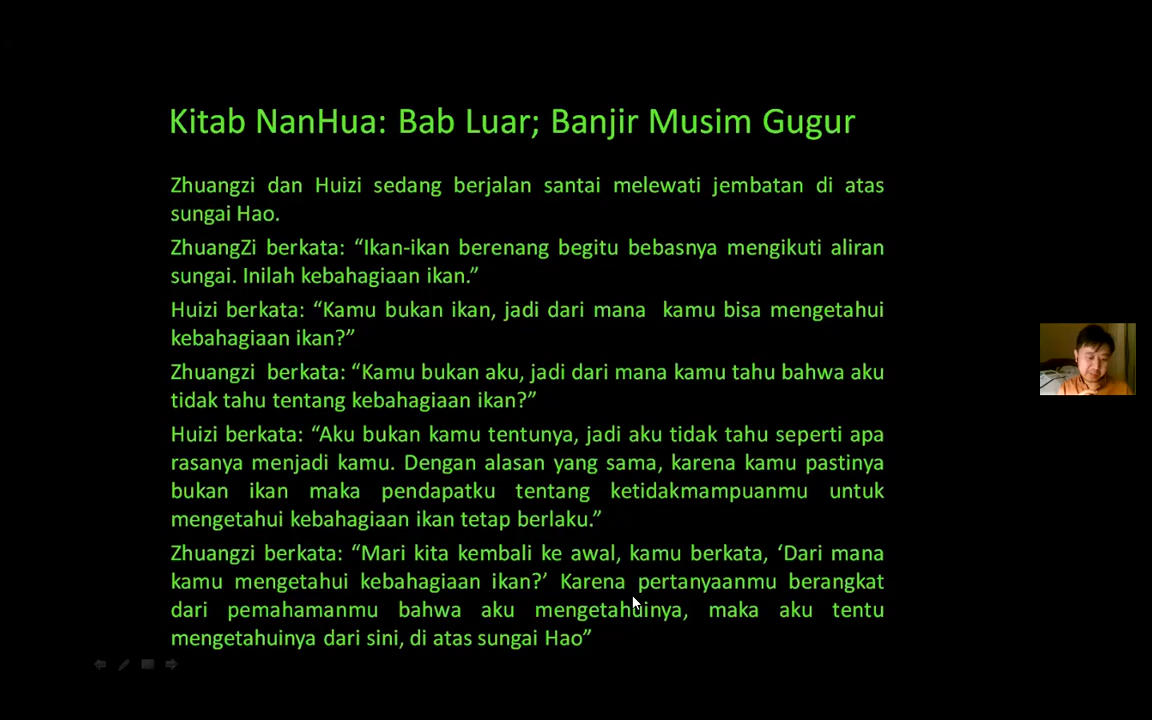 Kitab NanHua: Bab Luar; Banjir Musim Gugur
Zhuangzi dan Huizi sedang berjalan santai melewati jembatan di atas
sungai Hao.
ZhuangZi berkata: “Ikan-ikan berenang begitu bebasnya mengikuti aliran
sungai. Inilah kebahagiaan ikan.”
Huizi berkata: “Kamu bukan ikan, jadi dari mana kamu bisa mengetahui
kebahagiaan ikan?”
Zhuangzi berkata: “Kamu bukan aku, jadi dari mana kamu tahu bahwa aku
tidak tahu tentang kebahagiaan ikan?”
Huizi berkata: “Aku bukan kamu tentunya, jadi aku tidak tahu seperti apa
rasanya menjadi kamu. Dengan alasan yang sama, karena kamu pastinya
bukan ikan maka pendapatku tentang ketidakmampuanmu untuk
mengetahui kebahagiaan ikan tetap berlaku.”
Zhuangzi berkata: “Mari kita kembali ke awal, kamu berkata, ‘Dari mana
kamu mengetahui kebahagiaan ikan?’ Karena pertanyaanmu berangkat
dari pemahamanmu bahwa aku mengetahuinya, maka aku tentu
mengetahuinya dari sini, di atas sungai Hao”